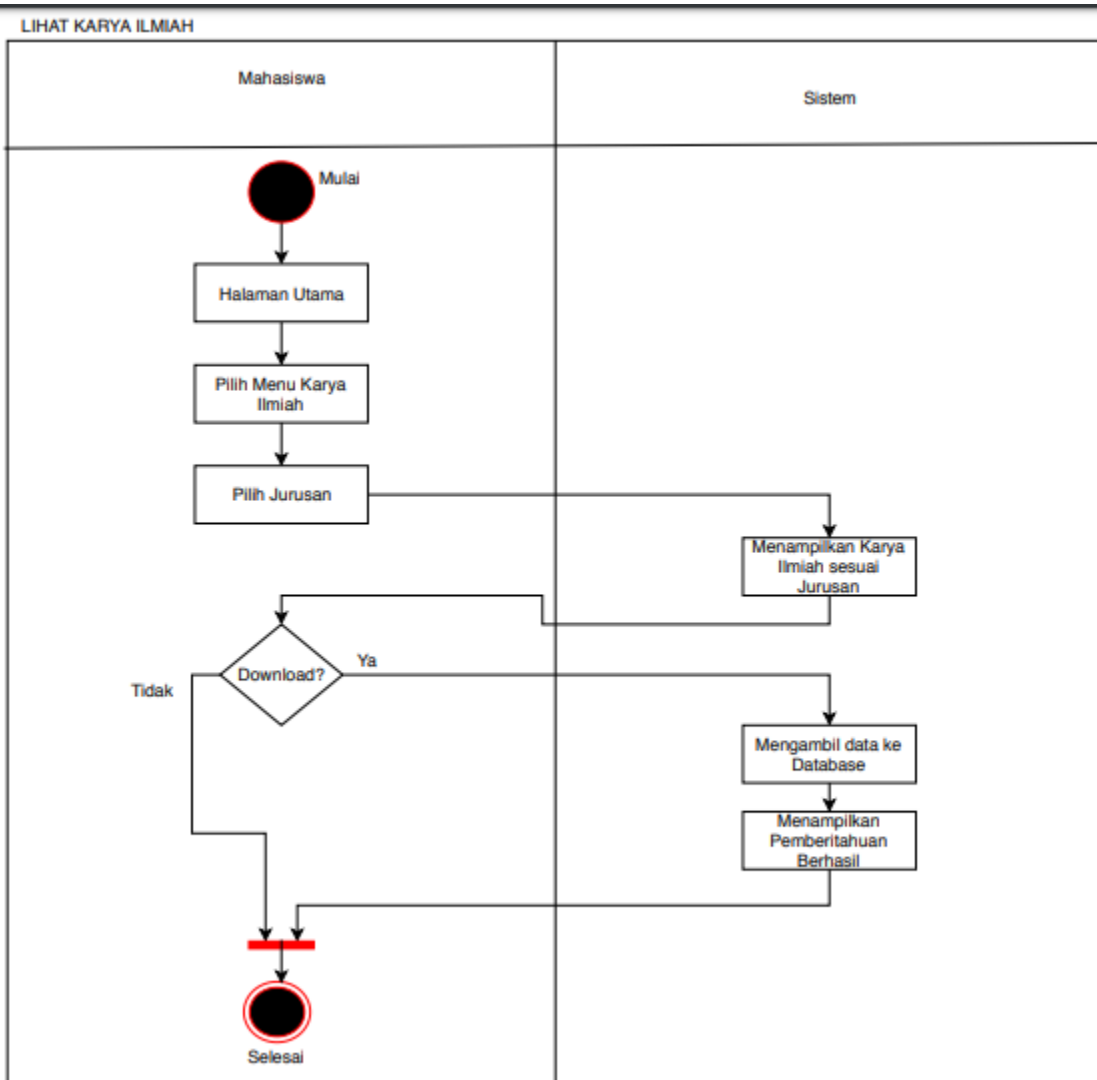 LIHAT KARYA ILMIAH
Mahasiswa
Sistem
Mulai
Halaman Utama
Pilih Menu Karya
Ilmiah
Pilih Jurusan
Menampilkan Karya
Ilmiah sesuai
Jurusan
Download?
Ya
Tidak
Mengambil data ke
Database
Menampilkan
Pemberitahuan
Berhasil
Selesai